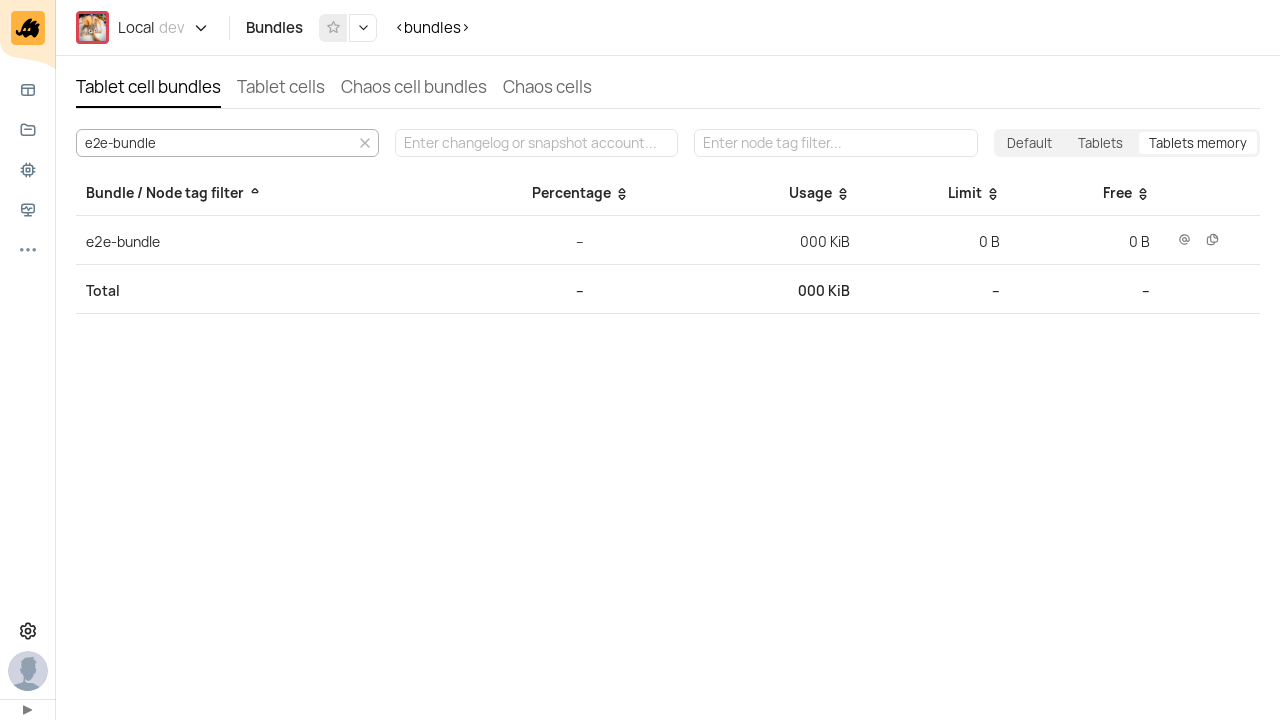 Local dev
Bundles
<bundles>
Tablet cell bundles Tablet cells Chaos cell bundles Chaos cells
e2e-bundle Enter changelog or snapshot account... Enter node tag filter... Default Tablets Tablets memory
Bundle / Node tag filter Percentage Usage Limit Free
e2e-bundle – 000 KiB 0 B 0 B
Total – 000 KiB – –